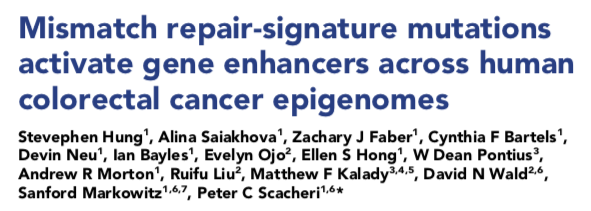 Mismatch repair-signature mutations
activate gene enhancers across human
colorectal cancer epigenomes
Stevephen Hung¹, Alina Saiakhova¹, Zachary J Faber¹, Cynthia F Bartels¹,
Devin Neu¹, Ian Bayles¹, Evelyn Ojo², Ellen S Hong¹, W Dean Pontius³,
Andrew R Morton¹, Ruifu Liu², Matthew F Kalady³,⁴,⁵, David N Wald²,⁶,
Sanford Markowitz¹,⁶,⁷, Peter C Scacheri¹,⁶*